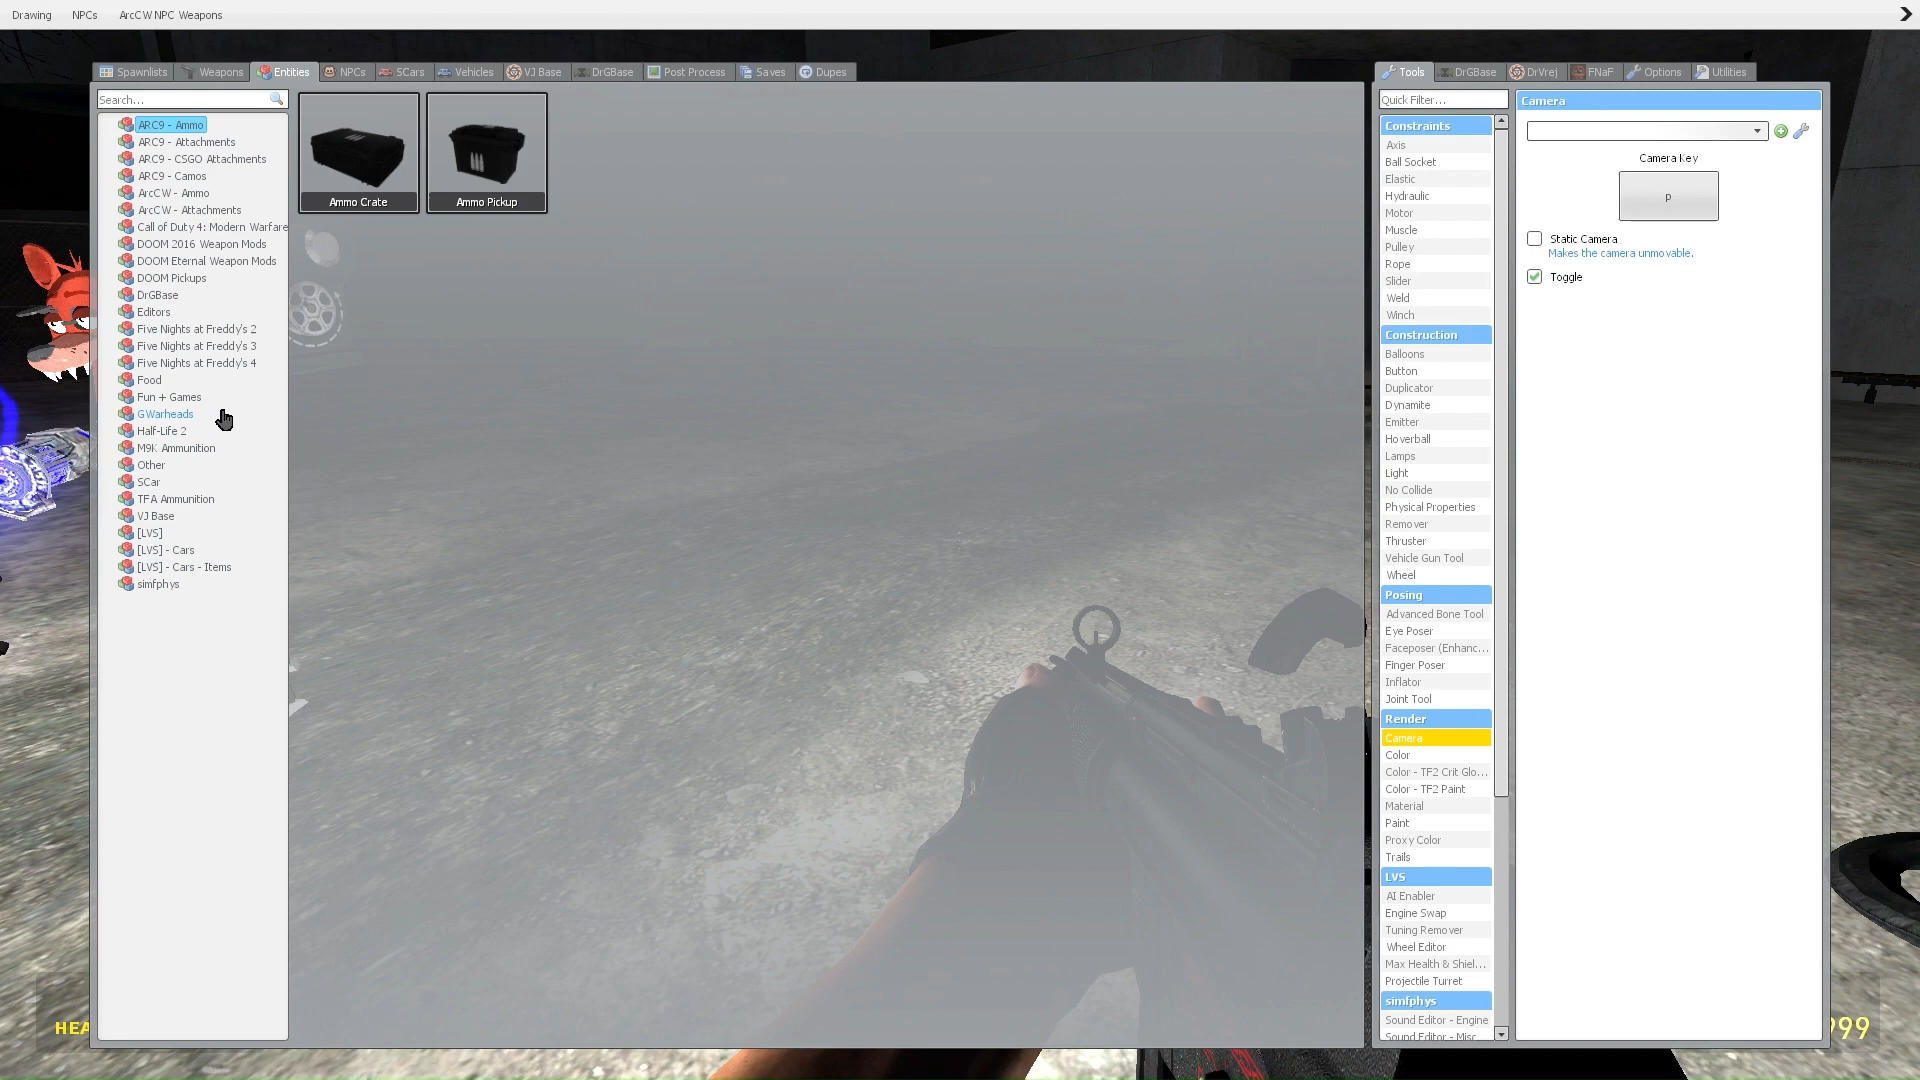 Drawing NPCs ArcCW NPC Weapons
Spawnlists Weapons Entities NPCs SCars Vehicles VJ Base DrGBase Post Process Saves Dupes
Tools DrGBase DrVrej FNaF Options Utilities
Search...
ARC9 - Ammo
ARC9 - Attachments
ARC9 - CSGO Attachments
ARC9 - Camos
ArcCW - Ammo
ArcCW - Attachments
Call of Duty 4: Modern Warfare
DOOM 2016 Weapon Mods
DOOM Eternal Weapon Mods
DOOM Pickups
DrGBase
Editors
Five Nights at Freddy's 2
Five Nights at Freddy's 3
Five Nights at Freddy's 4
Food
Fun + Games
GWarheads
Half-Life 2
M9K Ammunition
Other
SCar
TFA Ammunition
VJ Base
[LVS]
[LVS] - Cars
[LVS] - Cars - Items
simfphys
Ammo Crate
Ammo Pickup
Quick Filter...
Constraints
Axis
Ball Socket
Elastic
Hydraulic
Motor
Muscle
Pulley
Rope
Slider
Weld
Winch
Construction
Balloons
Button
Duplicator
Dynamite
Emitter
Hoverball
Lamps
Light
No Collide
Physical Properties
Remover
Thruster
Vehicle Gun Tool
Wheel
Posing
Advanced Bone Tool
Eye Poser
Faceposer (Enhanc...
Finger Poser
Inflator
Joint Tool
Render
Camera
Color
Color - TF2 Crit Glo...
Color - TF2 Paint
Material
Paint
Proxy Color
Trails
LVS
AI Enabler
Engine Swap
Tuning Remover
Wheel Editor
Max Health & Shiel...
Projectile Turret
simfphys
Sound Editor - Engine
Sound Editor - Misc
Camera
Camera Key
p
Static Camera
Makes the camera unmovable.
Toggle
HEA
999